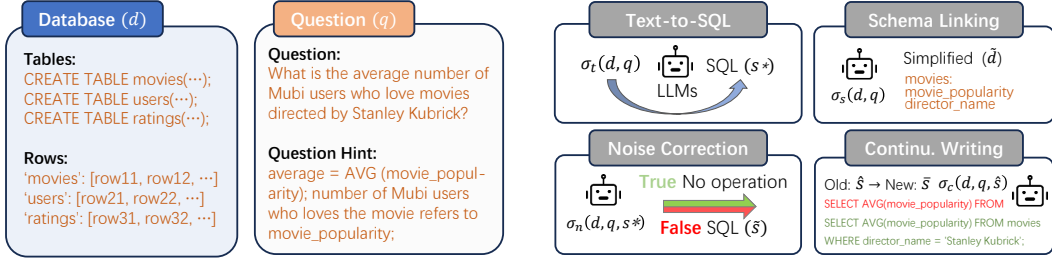 Database (d)
Tables:
CREATE TABLE movies(···);
CREATE TABLE users(···);
CREATE TABLE ratings(···);
Rows:
'movies': [row11, row12, ···]
'users': [row21, row22, ···]
'ratings': [row31, row32, ···]
Question (q)
Question:
What is the average number of
Mubi users who love movies
directed by Stanley Kubrick?
Question Hint:
average = AVG (movie_popul-
arity); number of Mubi users
who loves the movie refers to
movie_popularity;
Text-to-SQL
σt(d, q)
SQL (s*)
LLMs
Schema Linking
Simplified (d̃)
movies:
movie_popularity
director_name
σs(d, q)
Noise Correction
True No operation
σn(d, q, s*)
False SQL (s̃)
Continu. Writing
Old: ŝ → New: s̄ σc(d, q, ŝ)
SELECT AVG(movie_popularity) FROM
SELECT AVG(movie_popularity) FROM movies
WHERE director_name = 'Stanley Kubrick';